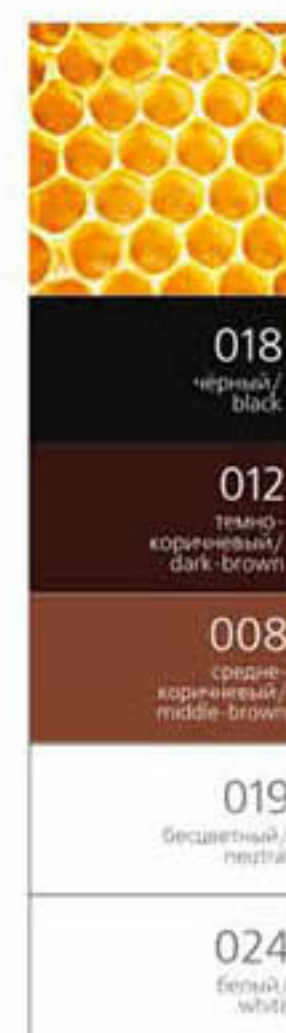 018
чёрный/
black
012
темно-
коричневый/
dark-brown
008
средне-
коричневый/
middle-brown
019
бесцветный/
neutral
024
белый/
white